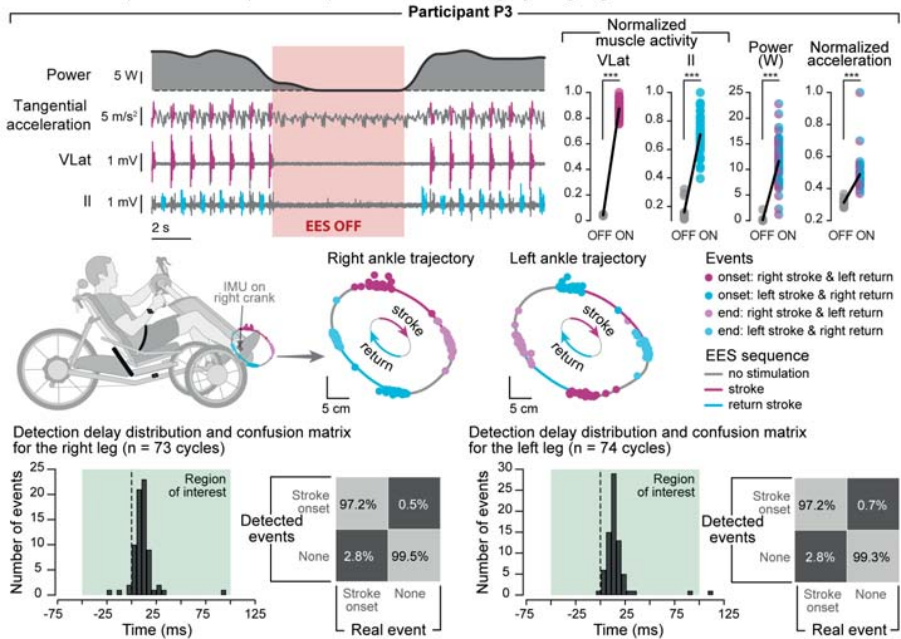 Participant P3
Normalized
muscle activity
Power
(W)
Normalized
acceleration
VLat
II
***
***
***
***
Power
5 W
Tangential
acceleration
5 m/s²
VLat
1 mV
II
1 mV
EES OFF
2 s
1.0
0.8
0.6
0.4
0.2
0
OFF ON
1.0
0.8
0.6
0.4
0.2
0
OFF ON
25
20
15
10
5
0
OFF ON
1.0
0.8
0.6
0.4
0.2
OFF ON
IMU on
right crank
Right ankle trajectory
stroke
return
5 cm
Left ankle trajectory
stroke
return
5 cm
Events
onset: right stroke & left return
onset: left stroke & right return
end: right stroke & left return
end: left stroke & right return
EES sequence
no stimulation
stroke
return stroke
Detection delay distribution and confusion matrix
for the right leg (n = 73 cycles)
Number of events
25
20
15
10
5
0
Region
of interest
-75 -50 -25 0 25 50 75 100 125
Time (ms)
Detected
events
Stroke
onset
None
97.2% 0.5%
2.8% 99.5%
Stroke
onset
None
Real event
Detection delay distribution and confusion matrix
for the left leg (n = 74 cycles)
Number of events
30
25
20
15
10
5
0
Region
of interest
-75 -50 -25 0 25 50 75 100 125
Time (ms)
Detected
events
Stroke
onset
None
97.2% 0.7%
2.8% 99.3%
Stroke
onset
None
Real event